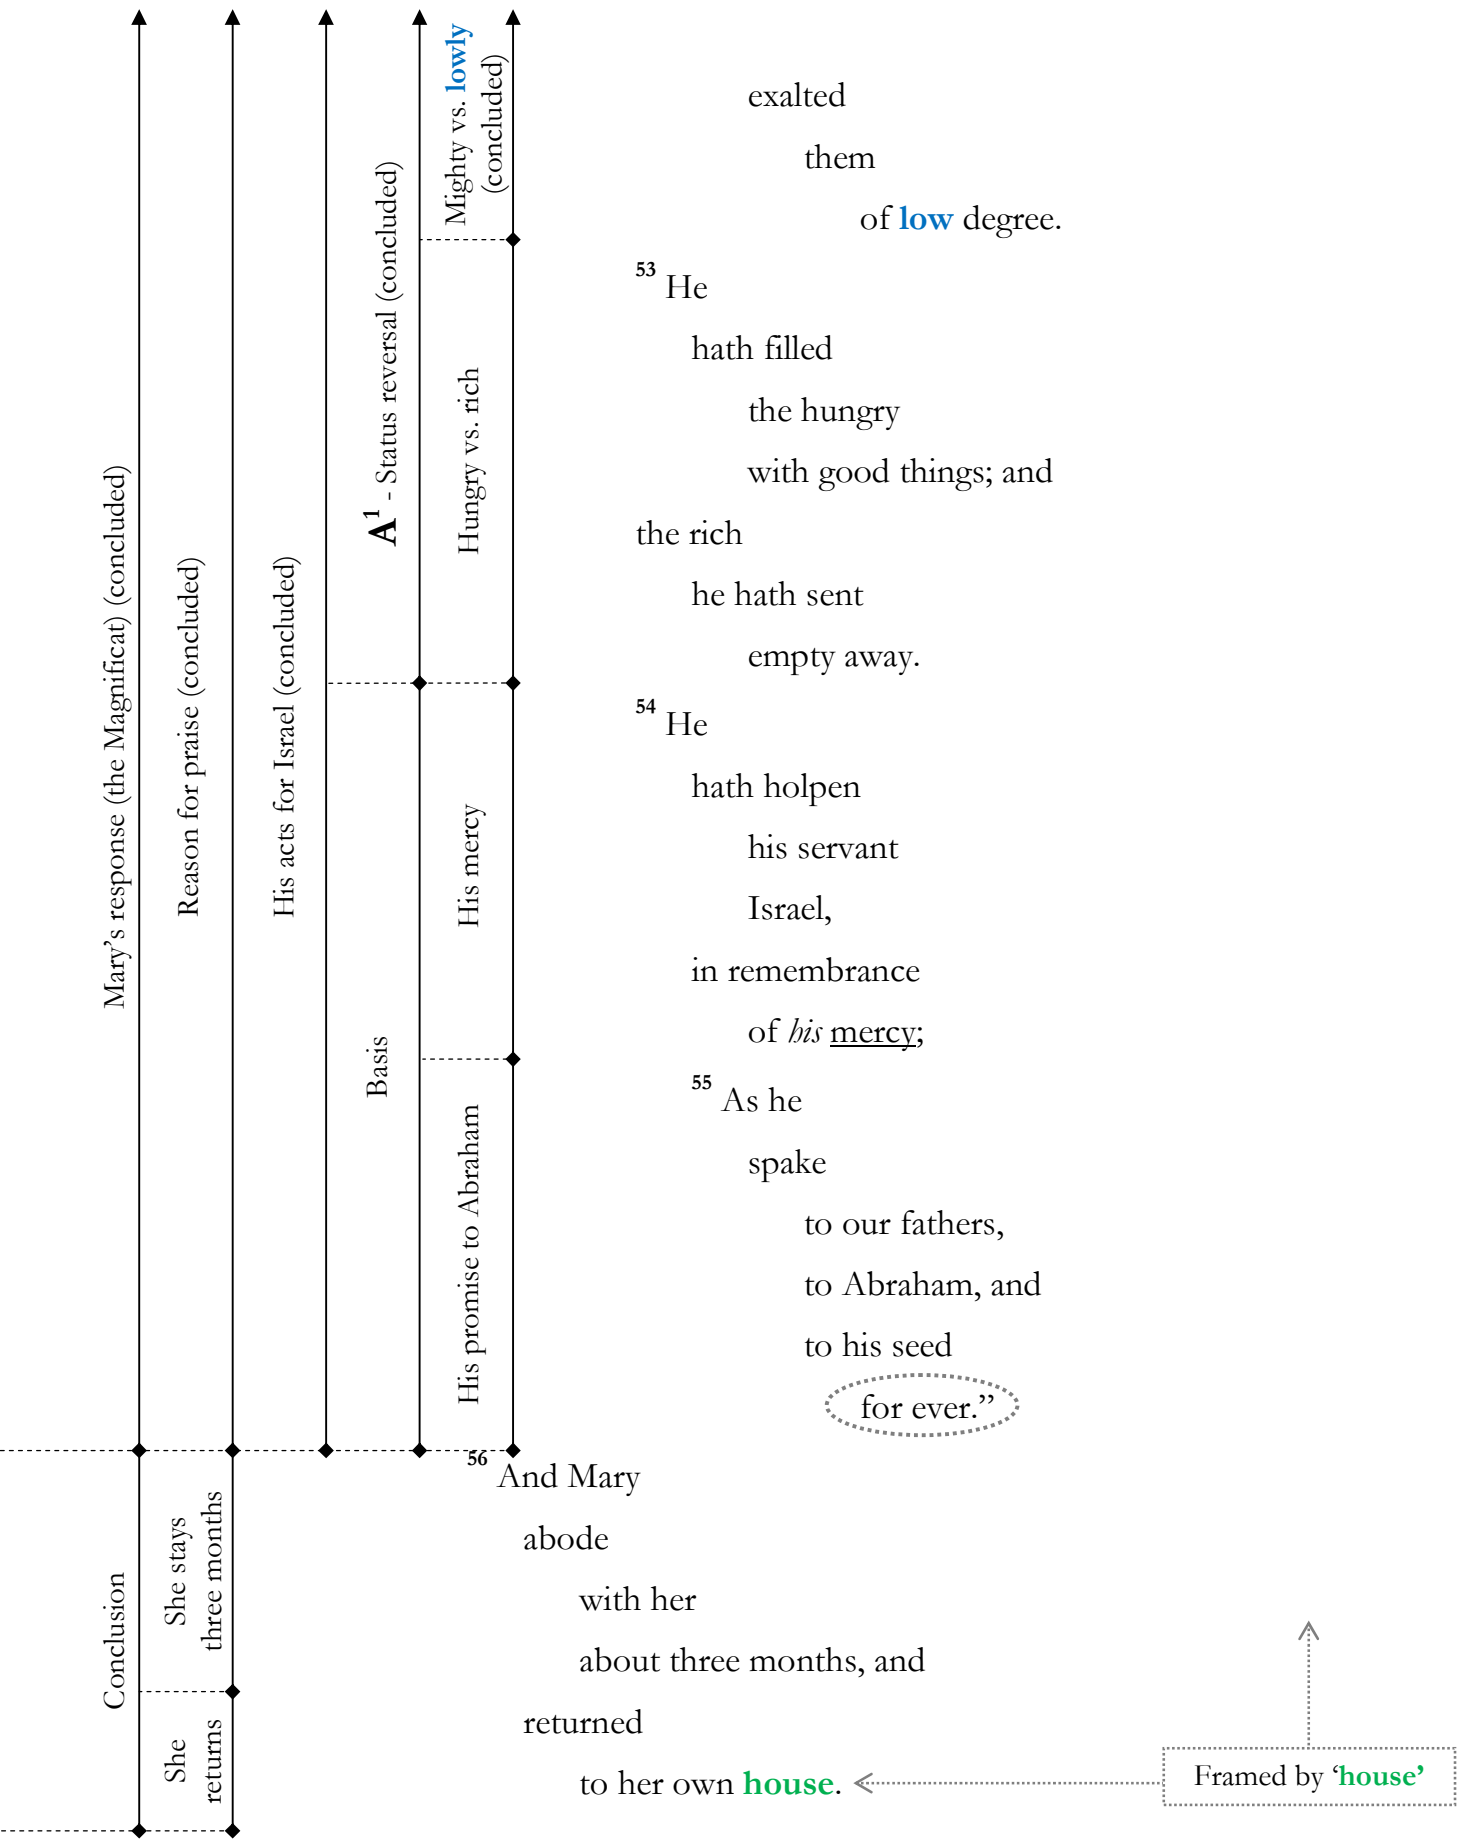 Mary’s response (the Magnificat) (concluded)
Reason for praise (concluded)
His acts for Israel (concluded)
A1 - Status reversal (concluded)
Mighty vs. lowly
(concluded)
Hungry vs. rich
Basis
His mercy
His promise to Abraham
exalted
them
of low degree.
53 He
hath filled
the hungry
with good things; and
the rich
he hath sent
empty away.
54 He
hath holpen
his servant
Israel,
in remembrance
of his mercy;
55 As he
spake
to our fathers,
to Abraham, and
to his seed
for ever.”
Conclusion
She stays
three months
She
returns
56 And Mary
abode
with her
about three months, and
returned
to her own house.
Framed by ‘house’